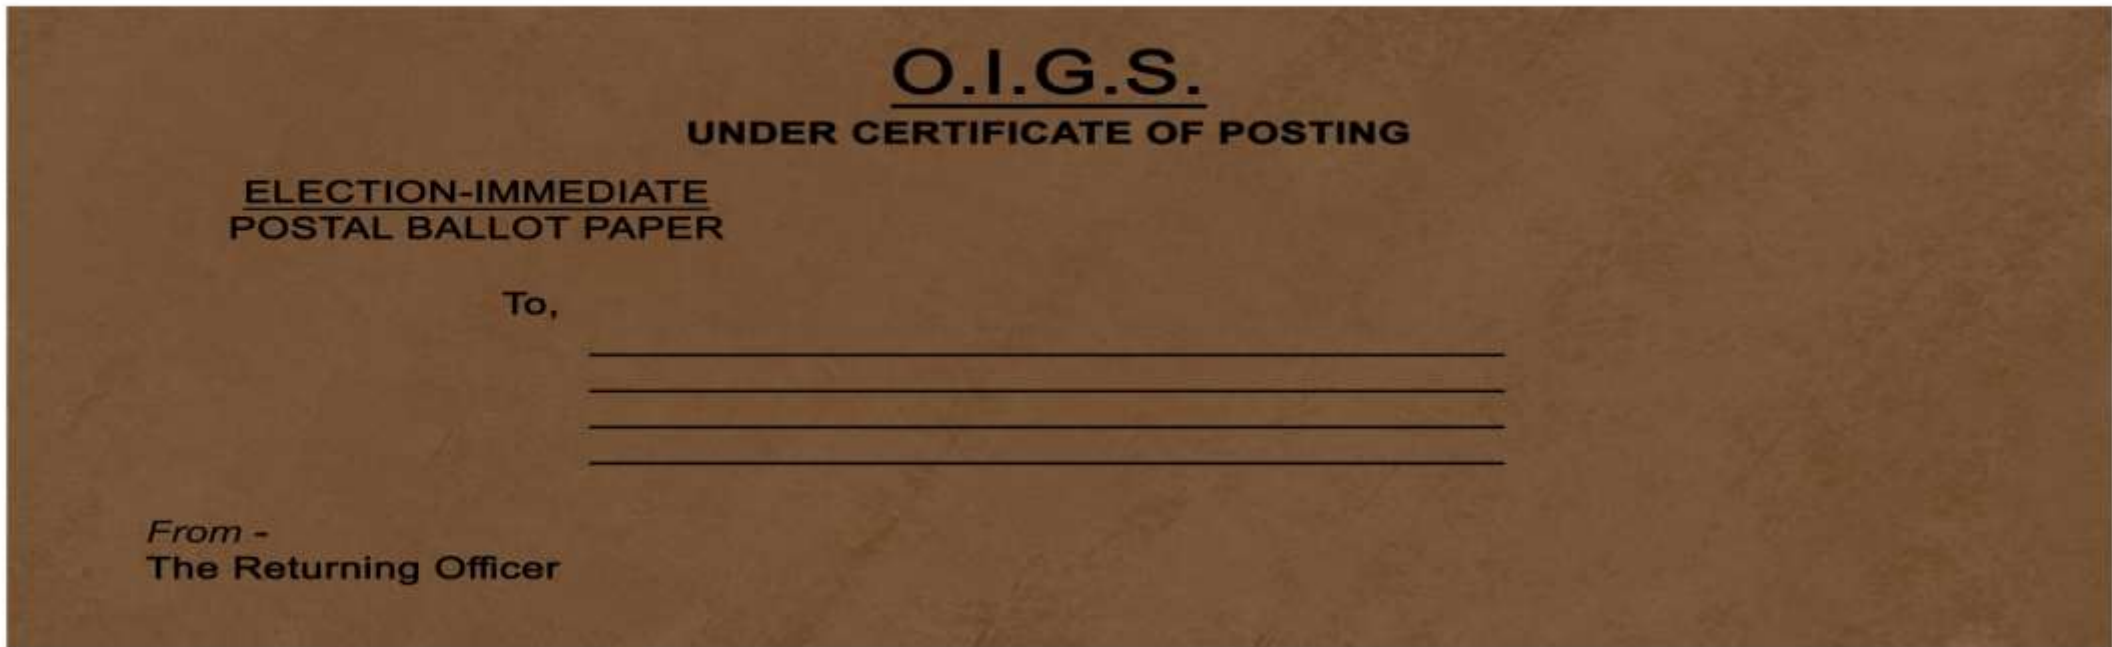 O.I.G.S.
UNDER CERTIFICATE OF POSTING
ELECTION-IMMEDIATE
POSTAL BALLOT PAPER
To,
From -
The Returning Officer